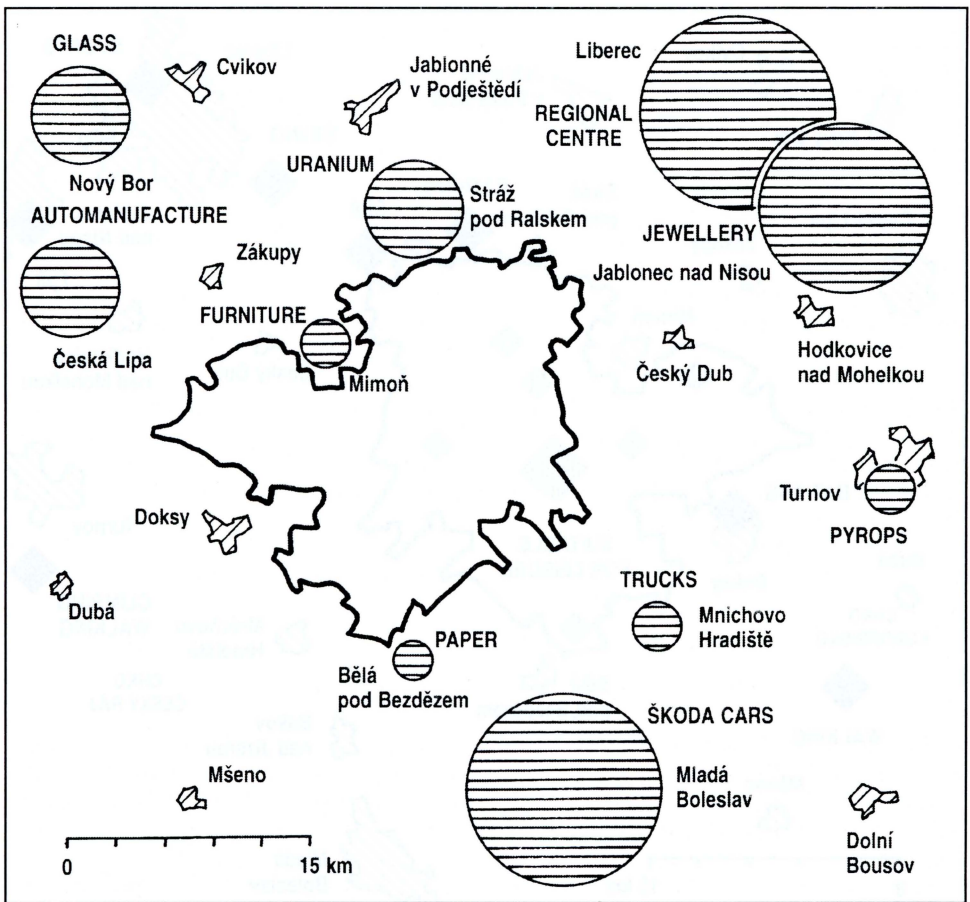 GLASS
Cvikov
Nový Bor
Jablonné
v Podještědí
Liberec
REGIONAL
CENTRE
URANIUM
Stráž
pod Ralskem
AUTOMANUFACTURE
Česká Lípa
Zákupy
JEWELLERY
Jablonec nad Nisou
FURNITURE
Mimoň
Český Dub
Hodkovice
nad Mohelkou
Turnov
PYROPS
Doksy
Dubá
TRUCKS
Mnichovo
Hradiště
PAPER
Bělá
pod Bezdězem
ŠKODA CARS
Mladá
Boleslav
Mšeno
Dolní
Bousov
0 15 km